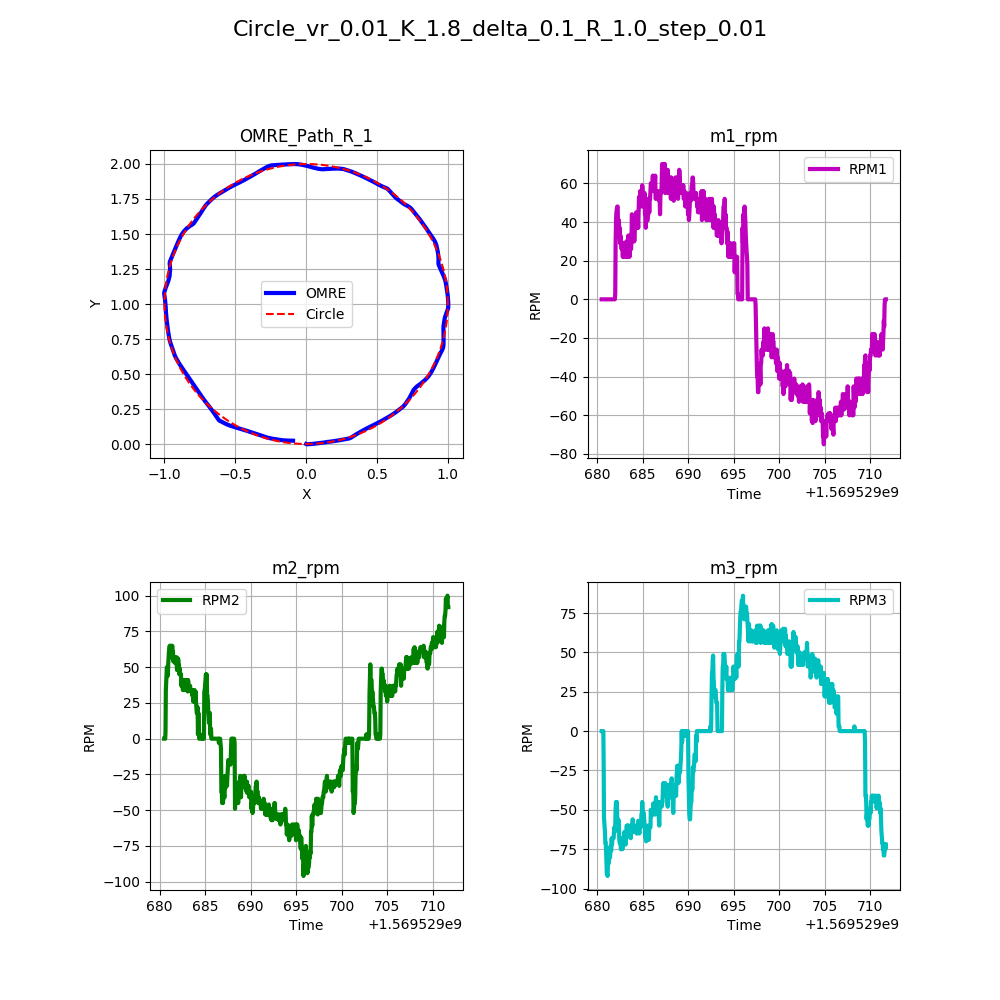 Circle_vr_0.01_K_1.8_delta_0.1_R_1.0_step_0.01
OMRE_Path_R_1
2.00
1.75
1.50
1.25
1.00
0.75
0.50
0.25
0.00
Y
OMRE
Circle
−1.0 −0.5 0.0 0.5 1.0
X
m1_rpm
60
40
20
0
−20
−40
−60
−80
RPM
RPM1
680 685 690 695 700 705 710
Time +1.569529e9
m2_rpm
100
75
50
25
0
−25
−50
−75
−100
RPM
RPM2
680 685 690 695 700 705 710
Time +1.569529e9
m3_rpm
75
50
25
0
−25
−50
−75
−100
RPM
RPM3
680 685 690 695 700 705 710
Time +1.569529e9